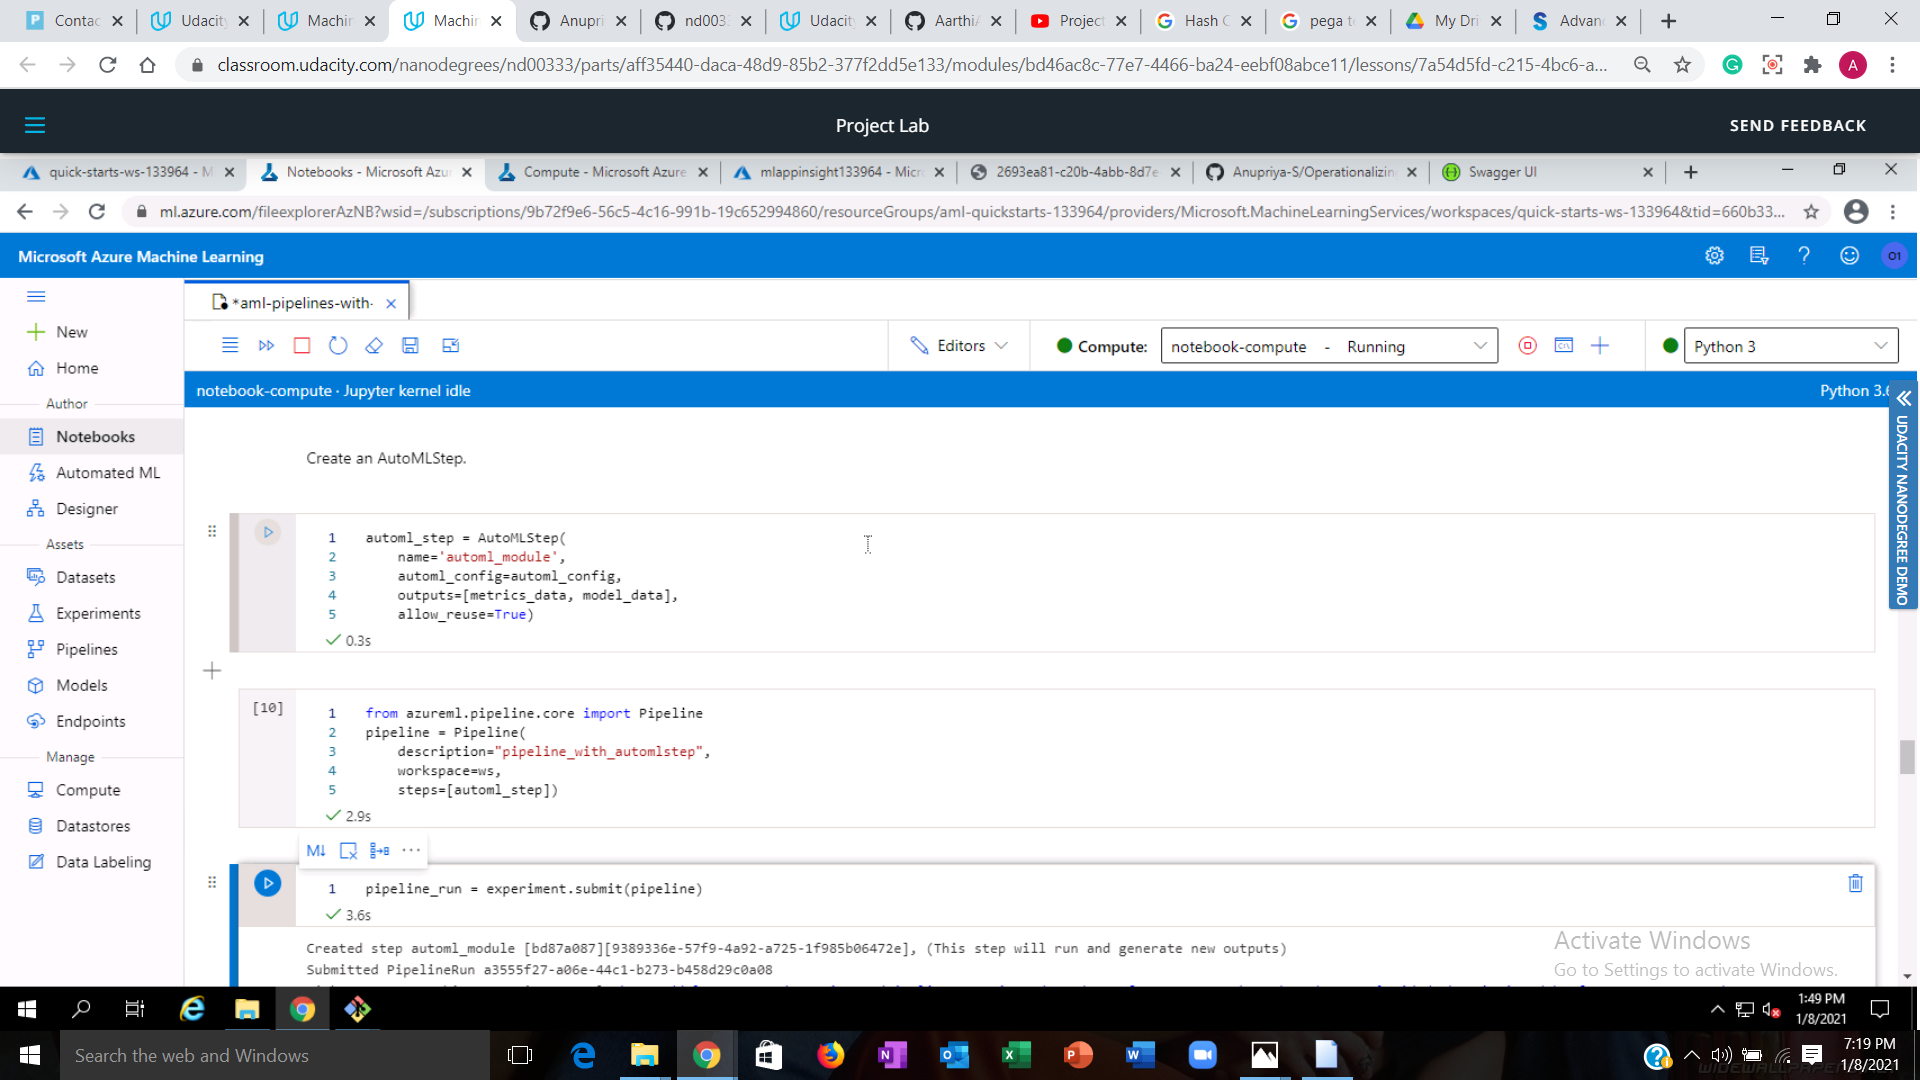 Contac
Udacity
Machin
Machin
Anupri
nd0033
Udacity
AarthiA
Project
Hash C
pega t
My Dri
Advan
classroom.udacity.com/nanodegrees/nd00333/parts/aff35440-daca-48d9-85b2-377f2dd5e133/modules/bd46ac8c-77e7-4466-ba24-eebf08abce11/lessons/7a54d5fd-c215-4bc6-a...
A
Project Lab
SEND FEEDBACK
quick-starts-ws-133964 - M
Notebooks - Microsoft Azur
Compute - Microsoft Azure
mlappinsight133964 - Micr
2693ea81-c20b-4abb-8d7e
Anupriya-S/Operationalizin
Swagger UI
ml.azure.com/fileexplorerAzNB?wsid=/subscriptions/9b72f9e6-56c5-4c16-991b-19c652994860/resourceGroups/aml-quickstarts-133964/providers/Microsoft.MachineLearningServices/workspaces/quick-starts-ws-133964&tid=660b33...
Microsoft Azure Machine Learning
O1
*aml-pipelines-with-
New
Home
Author
Notebooks
Automated ML
Designer
Assets
Datasets
Experiments
Pipelines
Models
Endpoints
Manage
Compute
Datastores
Data Labeling
Editors
Compute:
notebook-compute - Running
Python 3
notebook-compute · Jupyter kernel idle
Python 3.6
UDACITY NANODEGREE DEMO
Create an AutoMLStep.
1 automl_step = AutoMLStep(
2 name='automl_module',
3 automl_config=automl_config,
4 outputs=[metrics_data, model_data],
5 allow_reuse=True)
0.3s
[10]
1 from azureml.pipeline.core import Pipeline
2 pipeline = Pipeline(
3 description="pipeline_with_automlstep",
4 workspace=ws,
5 steps=[automl_step])
2.9s
M↓
1 pipeline_run = experiment.submit(pipeline)
3.6s
Created step automl_module [bd87a087][9389336e-57f9-4a92-a725-1f985b06472e], (This step will run and generate new outputs)
Submitted PipelineRun a3555f27-a06e-44c1-b273-b458d29c0a08
Activate Windows
Go to Settings to activate Windows.
1:49 PM
1/8/2021
Search the web and Windows
7:19 PM
1/8/2021